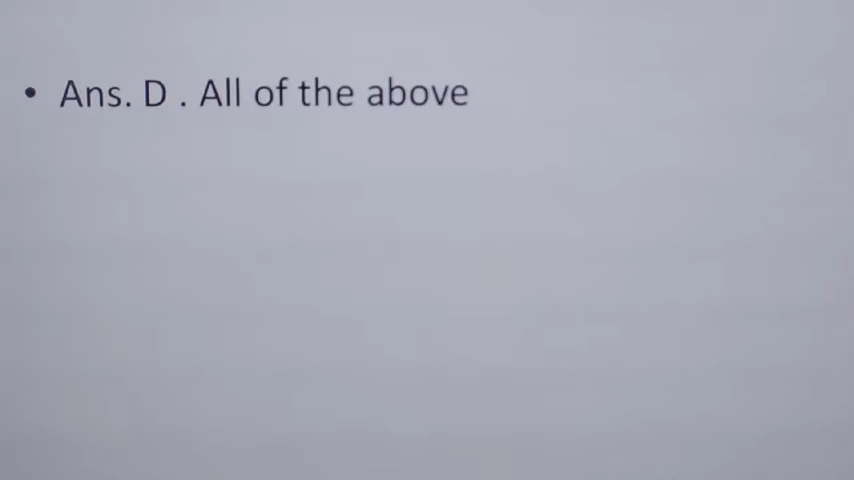 • Ans. D . All of the above